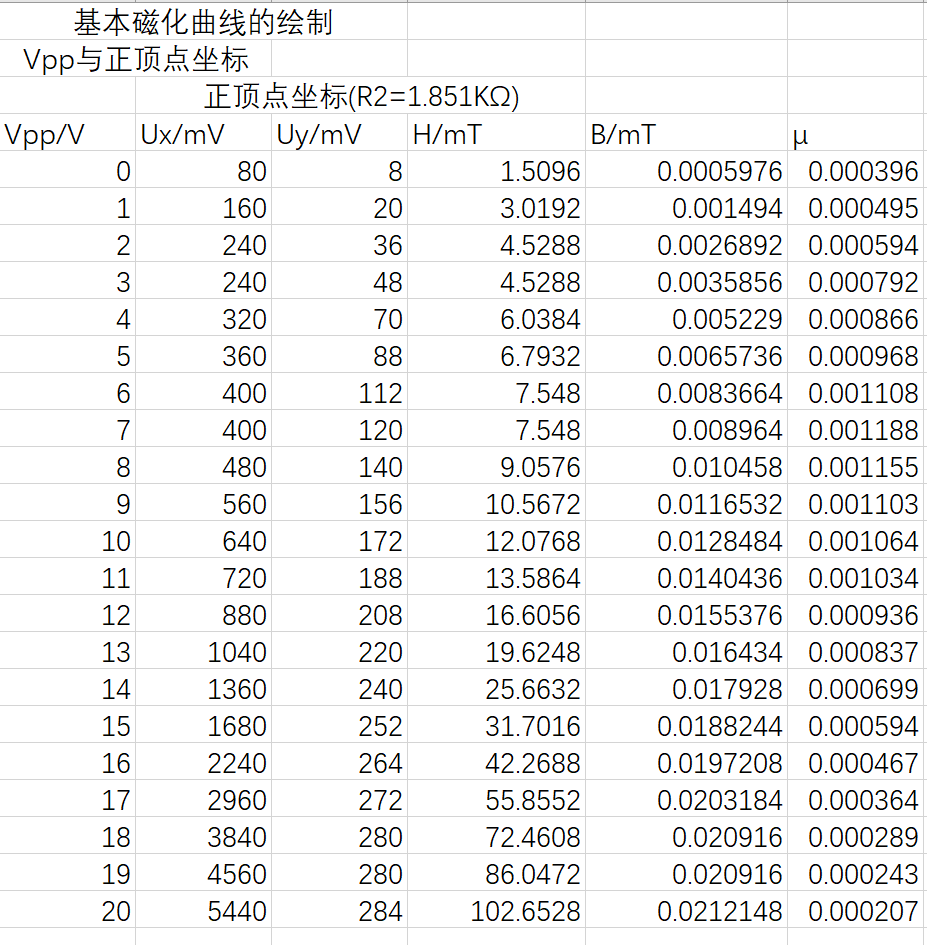 基本磁化曲线的绘制
Vpp与正顶点坐标
正顶点坐标(R2=1.851KΩ)
Vpp/V Ux/mV Uy/mV H/mT B/mT μ
0 80 8 1.5096 0.0005976 0.000396
1 160 20 3.0192 0.001494 0.000495
2 240 36 4.5288 0.0026892 0.000594
3 240 48 4.5288 0.0035856 0.000792
4 320 70 6.0384 0.005229 0.000866
5 360 88 6.7932 0.0065736 0.000968
6 400 112 7.548 0.0083664 0.001108
7 400 120 7.548 0.008964 0.001188
8 480 140 9.0576 0.010458 0.001155
9 560 156 10.5672 0.0116532 0.001103
10 640 172 12.0768 0.0128484 0.001064
11 720 188 13.5864 0.0140436 0.001034
12 880 208 16.6056 0.0155376 0.000936
13 1040 220 19.6248 0.016434 0.000837
14 1360 240 25.6632 0.017928 0.000699
15 1680 252 31.7016 0.0188244 0.000594
16 2240 264 42.2688 0.0197208 0.000467
17 2960 272 55.8552 0.0203184 0.000364
18 3840 280 72.4608 0.020916 0.000289
19 4560 280 86.0472 0.020916 0.000243
20 5440 284 102.6528 0.0212148 0.000207